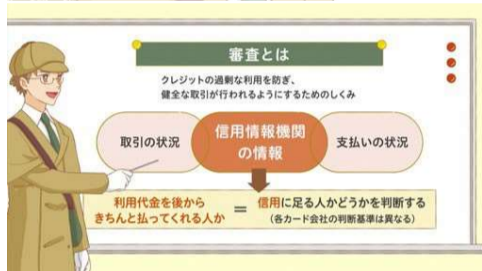 審査とは
クレジットの過剰な利用を防ぎ、
健全な取引が行われるようにするためのしくみ
取引の状況
信用情報機関
の情報
支払いの状況
利用代金を後から
きちんと払ってくれる人か
=
信用に足る人かどうかを判断する
(各カード会社の判断基準は異なる)